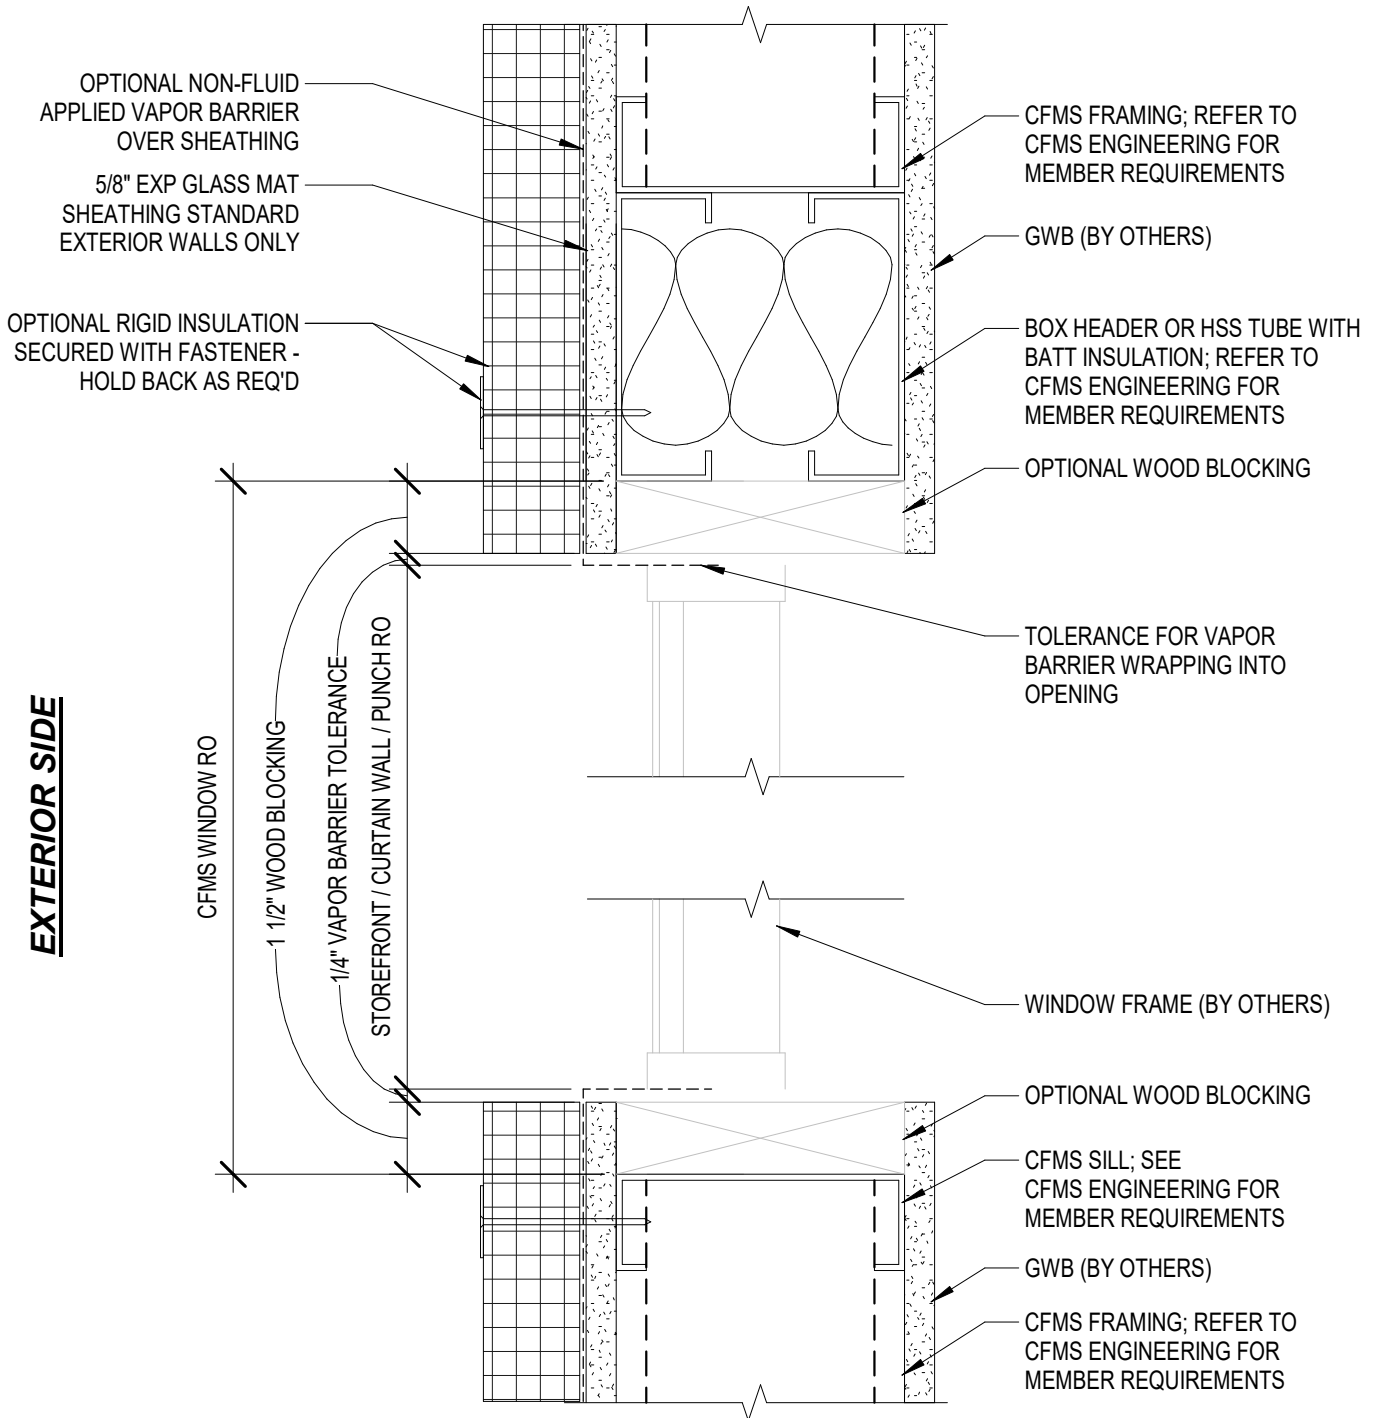 OPTIONAL NON-FLUID
APPLIED VAPOR BARRIER
OVER SHEATHING
5/8" EXP GLASS MAT
SHEATHING STANDARD
EXTERIOR WALLS ONLY
OPTIONAL RIGID INSULATION
SECURED WITH FASTENER -
HOLD BACK AS REQ'D
EXTERIOR SIDE
CFMS WINDOW RO
1 1/2" WOOD BLOCKING
1/4" VAPOR BARRIER TOLERANCE
STOREFRONT / CURTAIN WALL / PUNCH RO
CFMS FRAMING; REFER TO
CFMS ENGINEERING FOR
MEMBER REQUIREMENTS
GWB (BY OTHERS)
BOX HEADER OR HSS TUBE WITH
BATT INSULATION; REFER TO
CFMS ENGINEERING FOR
MEMBER REQUIREMENTS
OPTIONAL WOOD BLOCKING
TOLERANCE FOR VAPOR
BARRIER WRAPPING INTO
OPENING
WINDOW FRAME (BY OTHERS)
OPTIONAL WOOD BLOCKING
CFMS SILL; SEE
CFMS ENGINEERING FOR
MEMBER REQUIREMENTS
GWB (BY OTHERS)
CFMS FRAMING; REFER TO
CFMS ENGINEERING FOR
MEMBER REQUIREMENTS